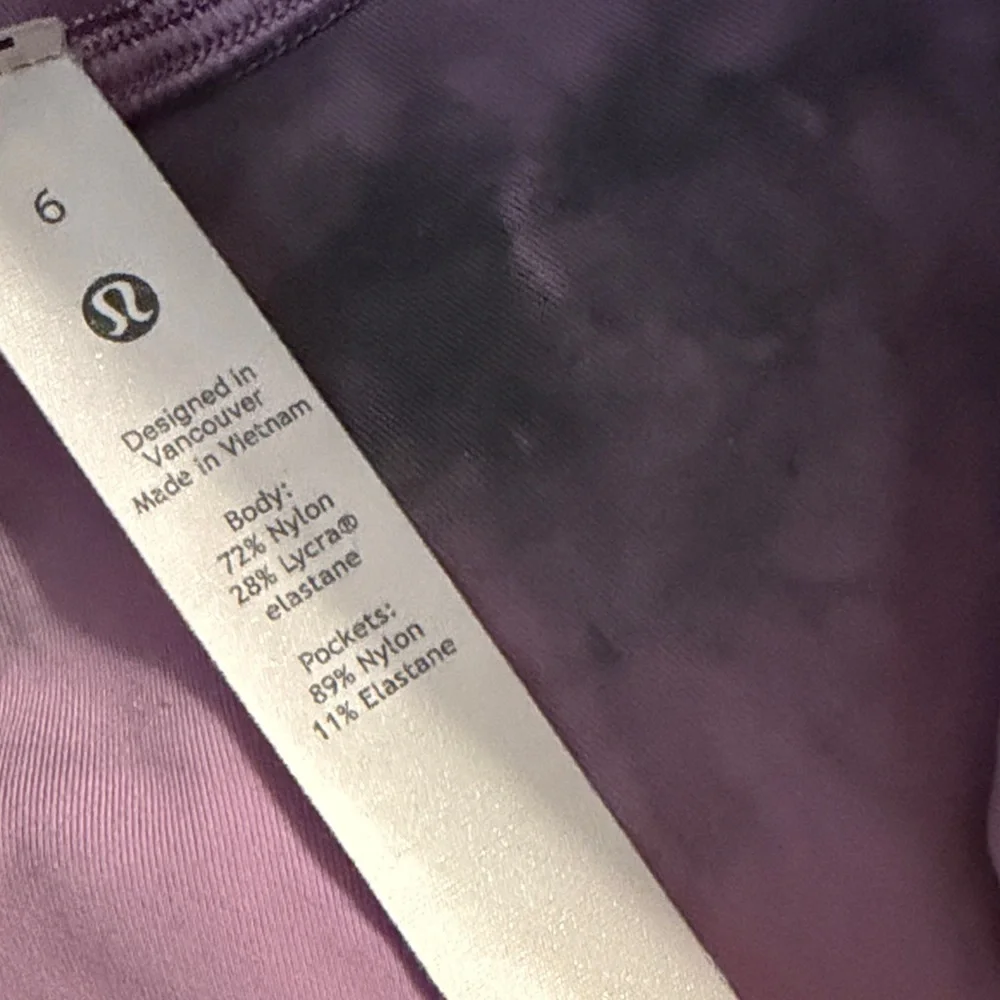 6
Designed in
Vancouver
Made in Vietnam
Body:
72% Nylon
28% Lycra®
elastane
Pockets:
89% Nylon
11% Elastane